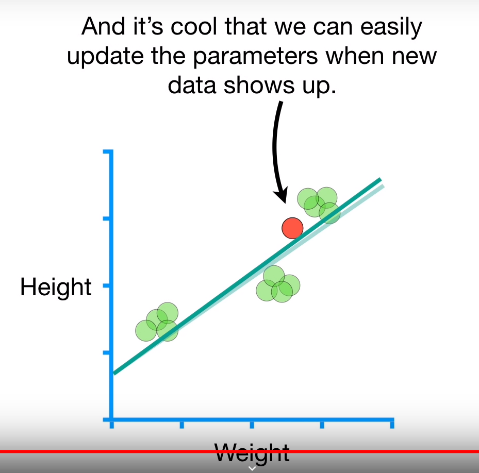 And it's cool that we can easily
update the parameters when new
data shows up.
Height
Weight